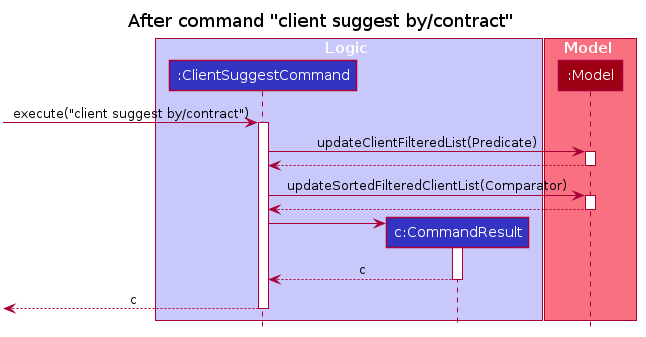 After command "client suggest by/contract"
Logic
Model
:ClientSuggestCommand
:Model
execute("client suggest by/contract")
updateClientFilteredList(Predicate)
updateSortedFilteredClientList(Comparator)
c:CommandResult
c
c